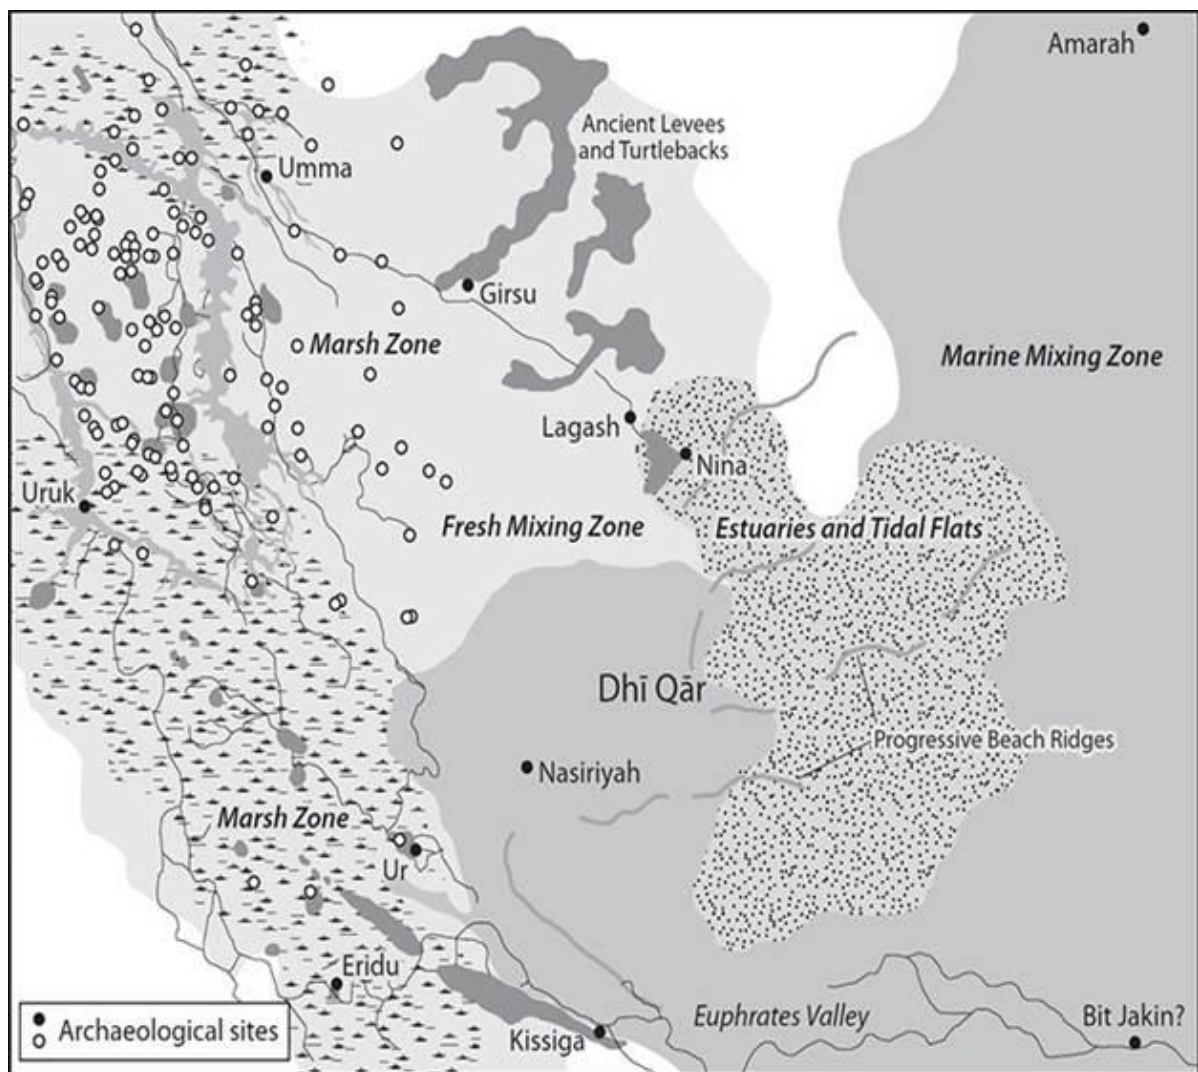 Amarah
Ancient Levees
and Turtlebacks
Umma
Girsu
Marsh Zone
Marine Mixing Zone
Lagash
Nina
Uruk
Fresh Mixing Zone
Estuaries and Tidal Flats
Dhī Qār
Progressive Beach Ridges
Nasiriyah
Marsh Zone
Ur
Eridu
Euphrates Valley
Bit Jakin?
Archaeological sites
Kissiga